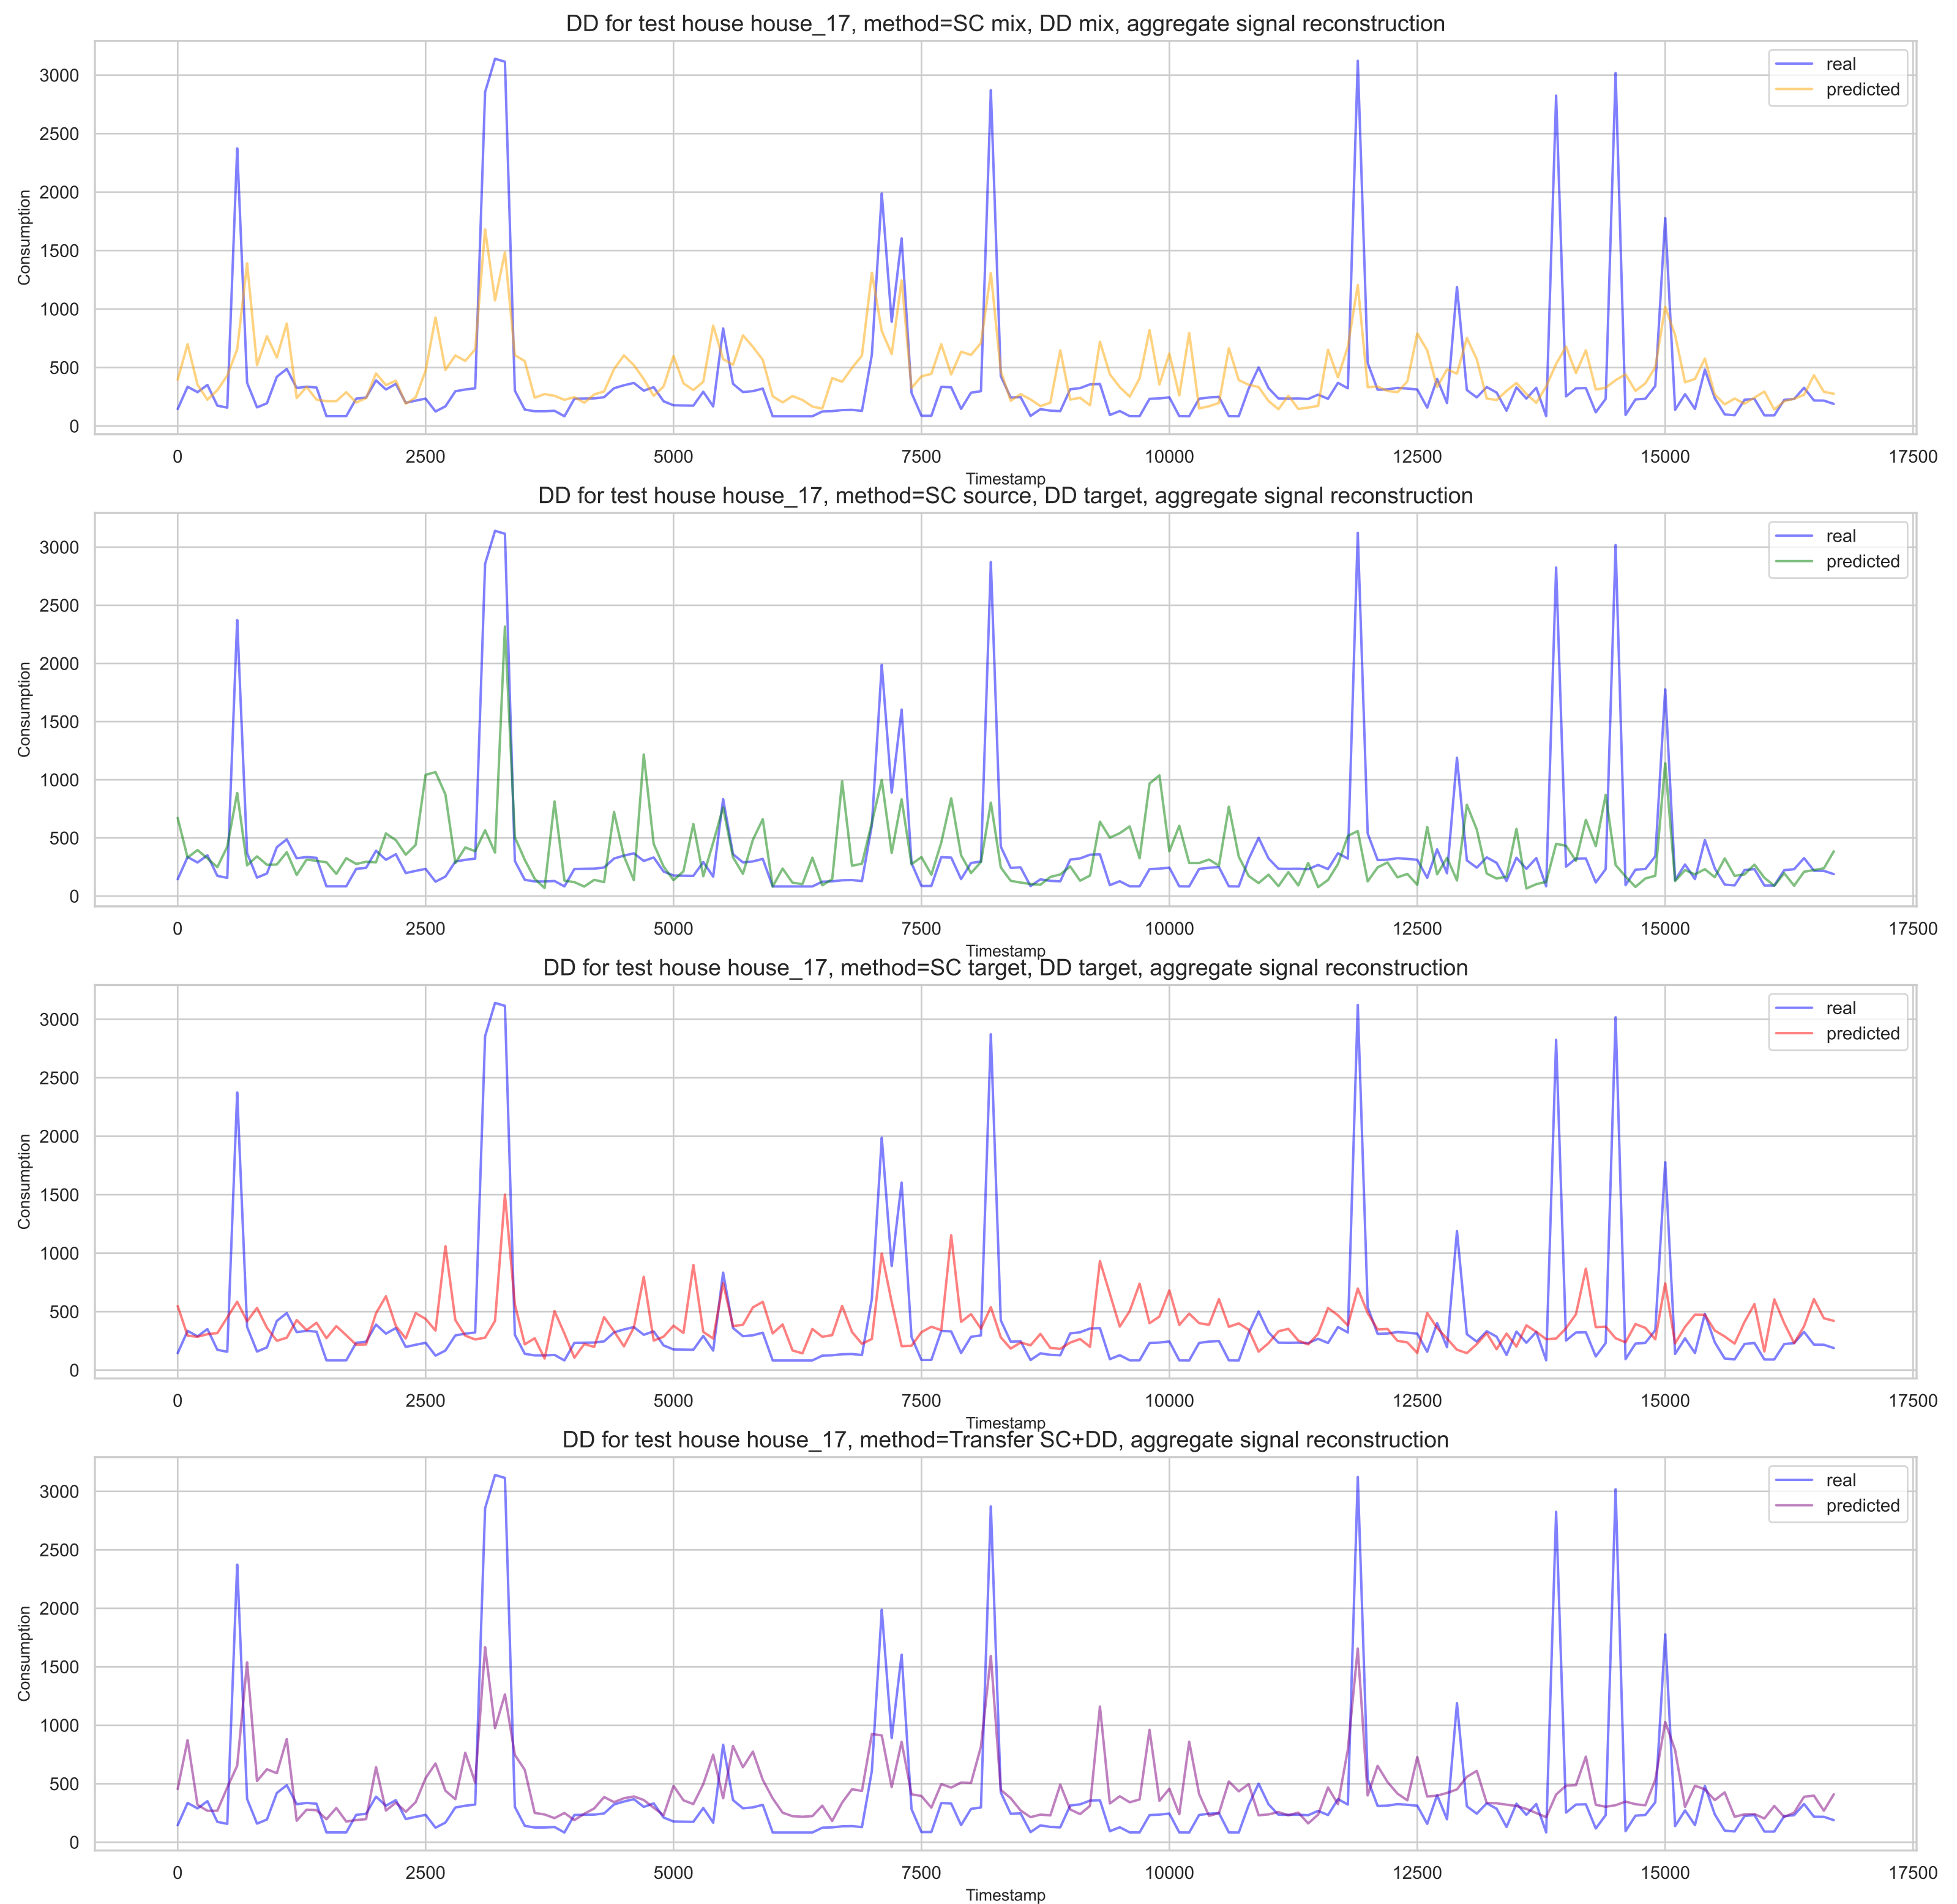 DD for test house house_17, method=SC mix, DD mix, aggregate signal reconstruction
real
predicted
3000
2500
2000
1500
1000
500
0
Consumption
0 2500 5000 7500 10000 12500 15000 17500
Timestamp
DD for test house house_17, method=SC source, DD target, aggregate signal reconstruction
real
predicted
3000
2500
2000
1500
1000
500
0
Consumption
0 2500 5000 7500 10000 12500 15000 17500
Timestamp
DD for test house house_17, method=SC target, DD target, aggregate signal reconstruction
real
predicted
3000
2500
2000
1500
1000
500
0
Consumption
0 2500 5000 7500 10000 12500 15000 17500
Timestamp
DD for test house house_17, method=Transfer SC+DD, aggregate signal reconstruction
real
predicted
3000
2500
2000
1500
1000
500
0
Consumption
0 2500 5000 7500 10000 12500 15000 17500
Timestamp